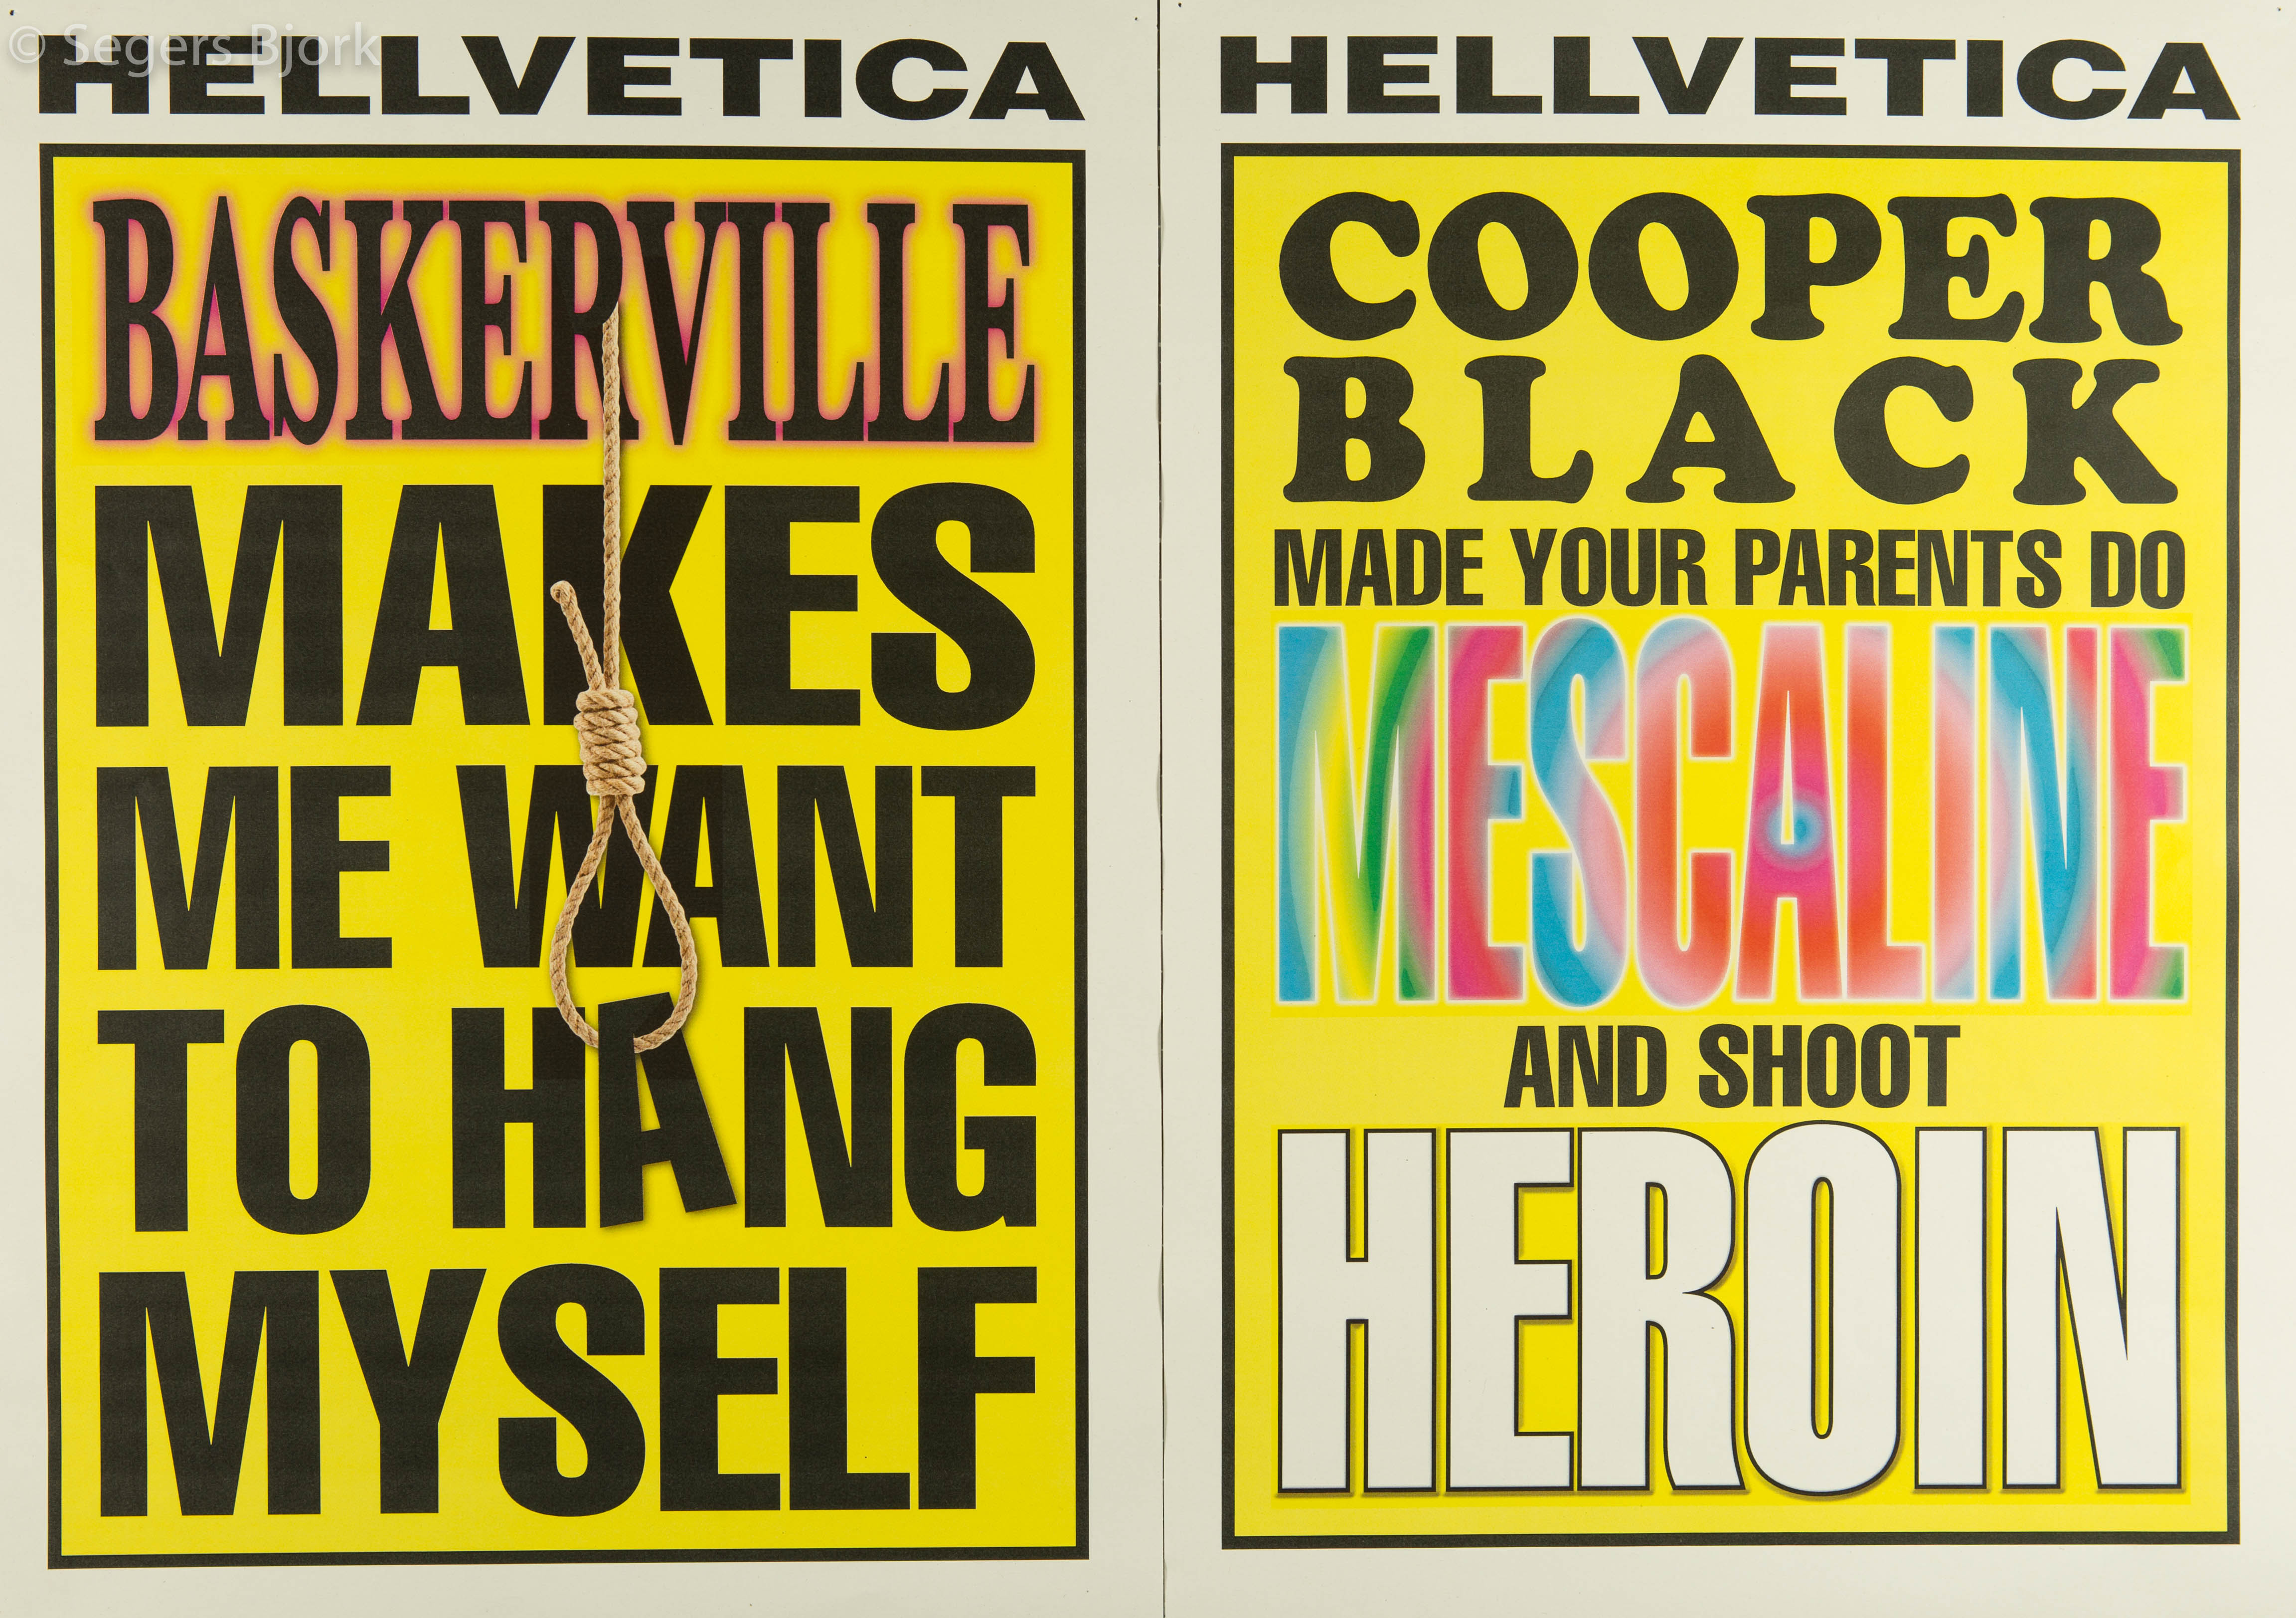 © Segers Bjork
HELLVETICA
BASKERVILLE
MAKES
ME WANT
TO HANG
MYSELF
HELLVETICA
COOPER
BLACK
MADE YOUR PARENTS DO
MESCALINE
AND SHOOT
HEROIN